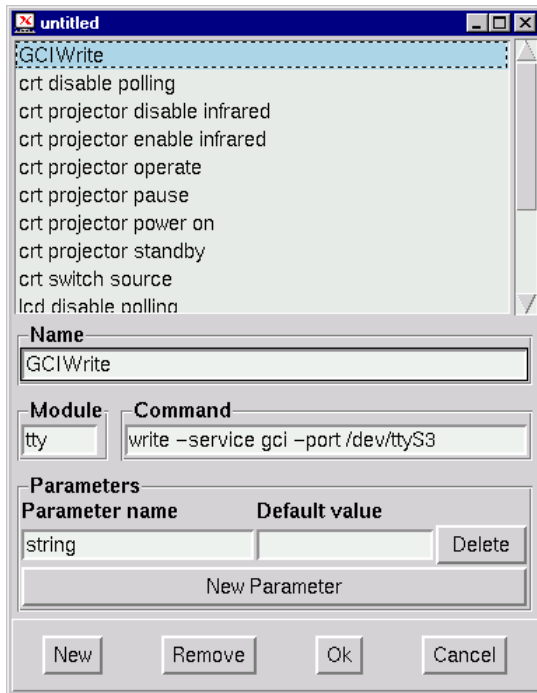 untitled
GCIWrite
crt disable polling
crt projector disable infrared
crt projector enable infrared
crt projector operate
crt projector pause
crt projector power on
crt projector standby
crt switch source
lcd disable polling
Name
GCIWrite
Module Command
tty write –service gci –port /dev/ttyS3
Parameters
Parameter name Default value
string Delete
New Parameter
New Remove Ok Cancel